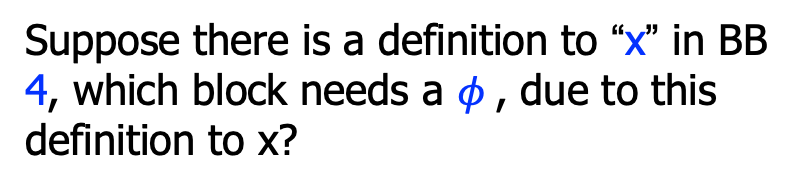 Suppose there is a definition to “x” in BB
4, which block needs a ϕ , due to this
definition to x?